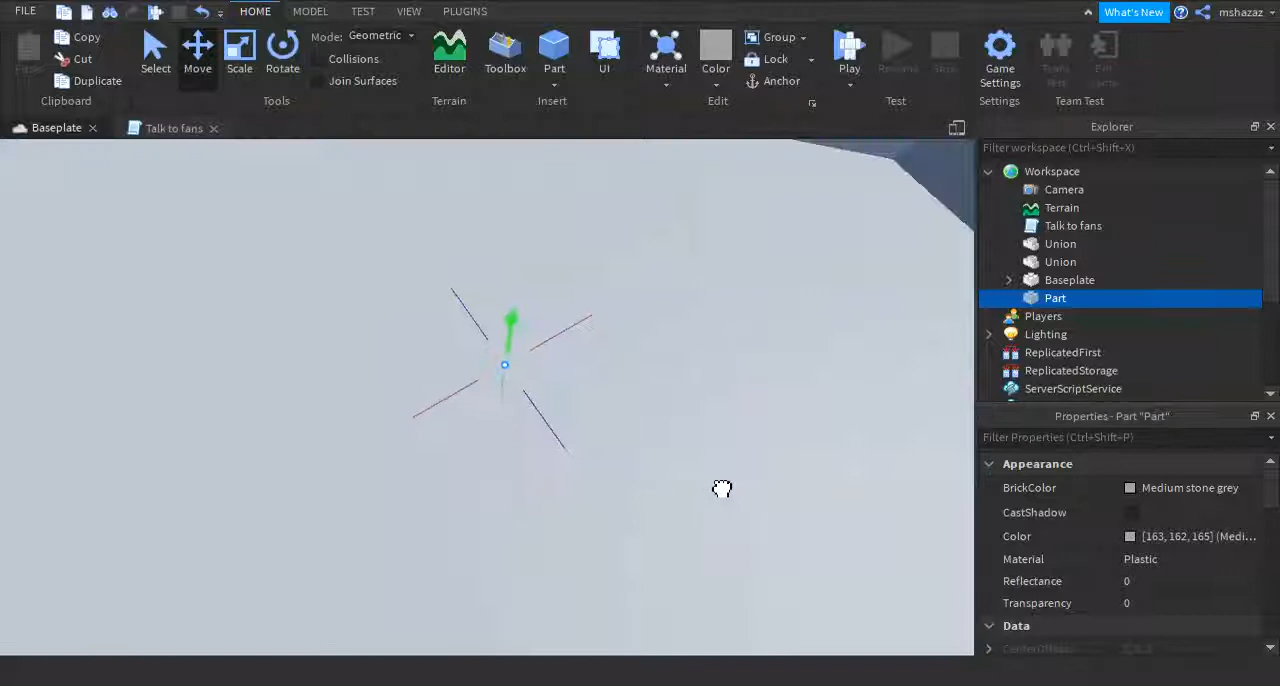 FILE HOME MODEL TEST VIEW PLUGINS What's New mshazaz
Copy
Cut
Duplicate
Clipboard
Select Move Scale Rotate
Mode: Geometric
Collisions
Join Surfaces
Tools
Editor
Terrain
Toolbox Part UI
Insert
Material Color
Group
Lock
Anchor
Edit
Play
Test
Game
Settings
Settings
Team Test
Baseplate Talk to fans
Explorer
Filter workspace (Ctrl+Shift+X)
Workspace
Camera
Terrain
Talk to fans
Union
Union
Baseplate
Part
Players
Lighting
ReplicatedFirst
ReplicatedStorage
ServerScriptService
Properties - Part "Part"
Filter Properties (Ctrl+Shift+P)
Appearance
BrickColor Medium stone grey
CastShadow
Color [163, 162, 165] (Medi...
Material Plastic
Reflectance 0
Transparency 0
Data